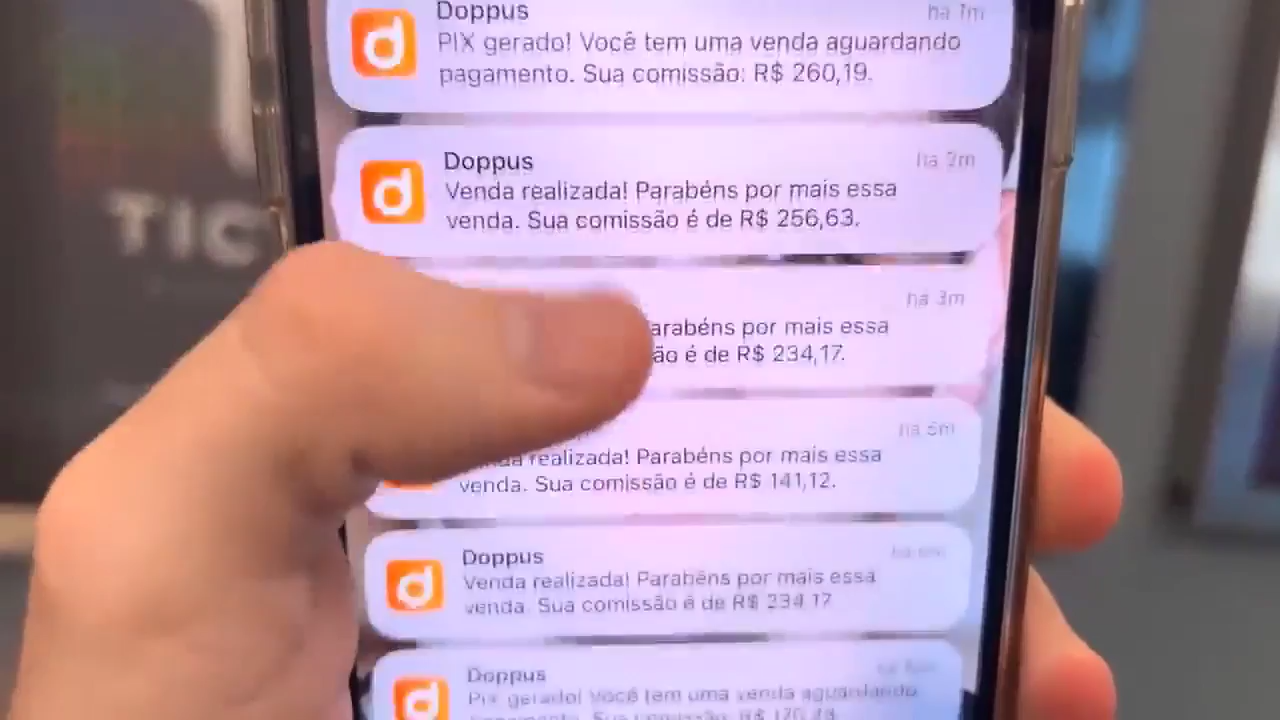 Doppus
há 1m
PIX gerado! Você tem uma venda aguardando
pagamento. Sua comissão: R$ 260,19.
Doppus
há 2m
Venda realizada! Parabéns por mais essa
venda. Sua comissão é de R$ 256,63.
há 3m
arabéns por mais essa
ão é de R$ 234,17.
há 5m
realizada! Parabéns por mais essa
venda. Sua comissão é de R$ 141,12.
Doppus
Venda realizada! Parabéns por mais essa
venda. Sua comissão é de R$ 234,17
Doppus
Pix gerado! Você tem uma venda aguardando
Sua comissão: R$
TIC